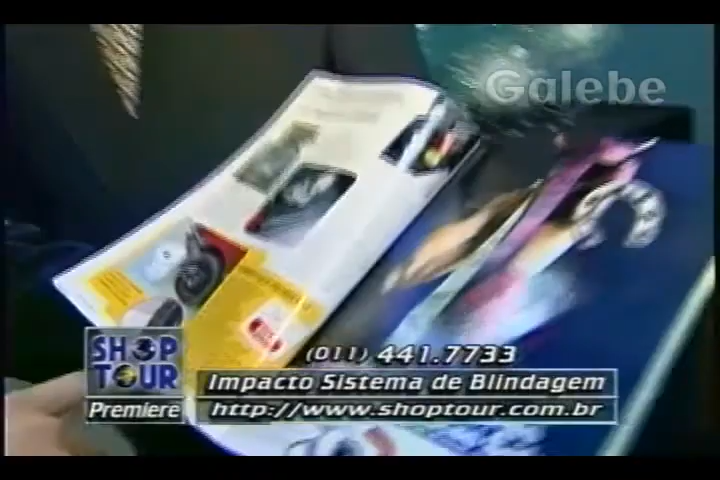 Galebe
(011) 441.7733
SHOP
TOUR
Impacto Sistema de Blindagem
Premiere
http://www.shoptour.com.br